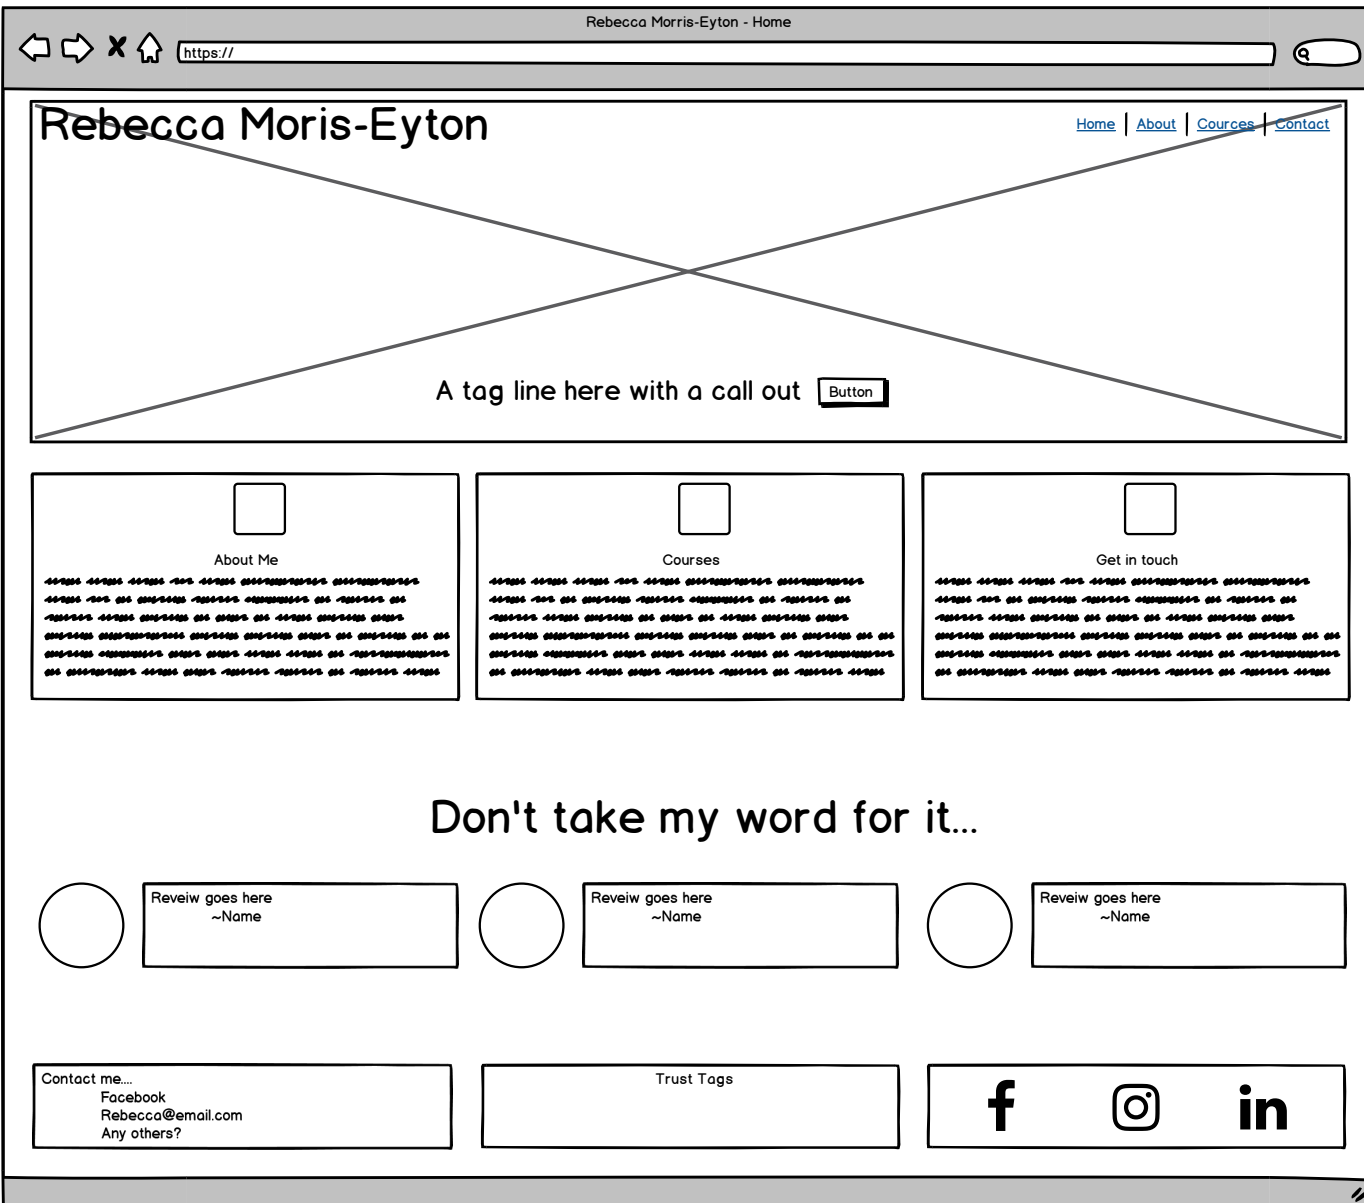 Rebecca Morris-Eyton - Home
https://
Rebecca Moris-Eyton
Home | About | Cources | Contact
A tag line here with a call out Button
About Me
Courses
Get in touch
Don't take my word for it...
Reveiw goes here
~Name
Reveiw goes here
~Name
Reveiw goes here
~Name
Contact me....
Facebook
Rebecca@email.com
Any others?
Trust Tags
f
in